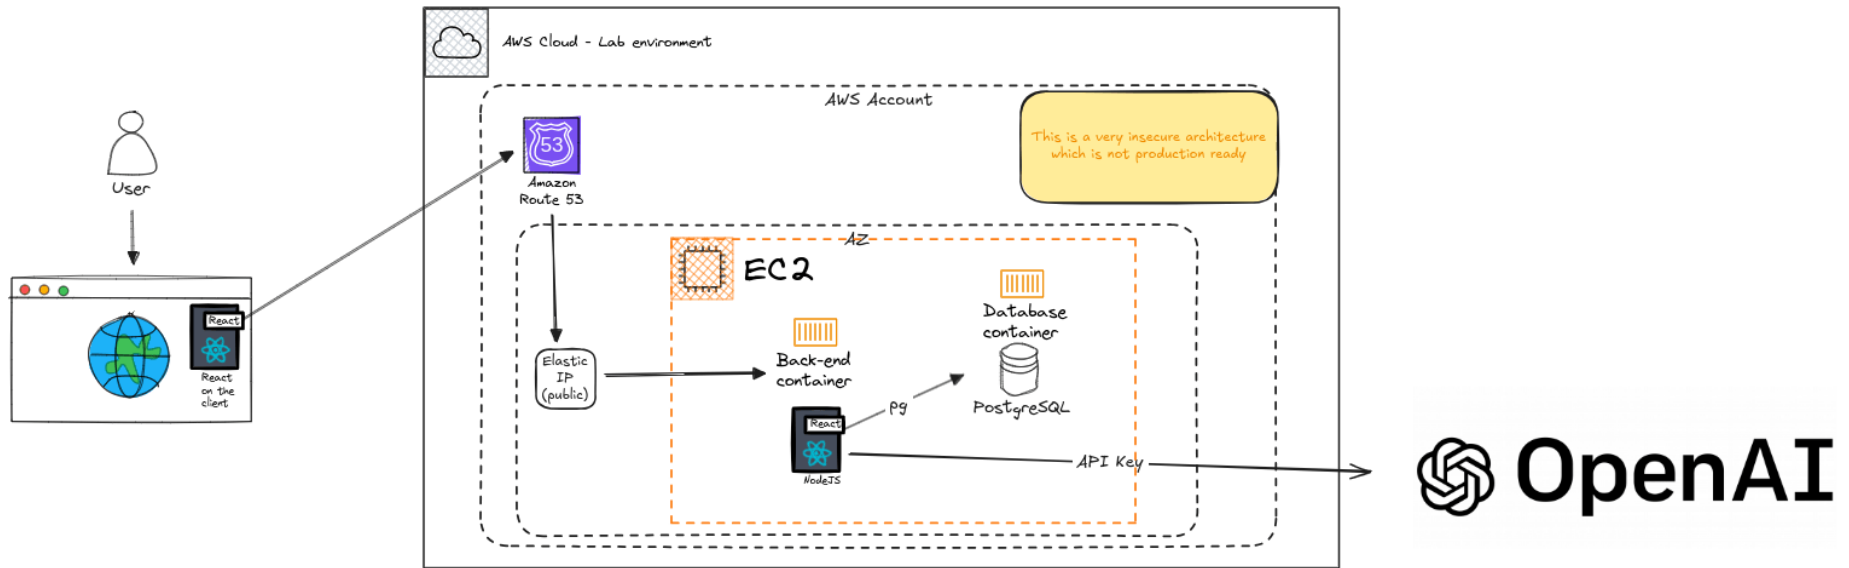 AWS Cloud - Lab environment
AWS Account
This is a very insecure architecture
which is not production ready
53
Amazon
Route 53
User
React
React
on the
client
AZ
EC2
Elastic
IP
(public)
Back-end
container
React
NodeJS
Database
container
PostgreSQL
pg
API Key
OpenAI